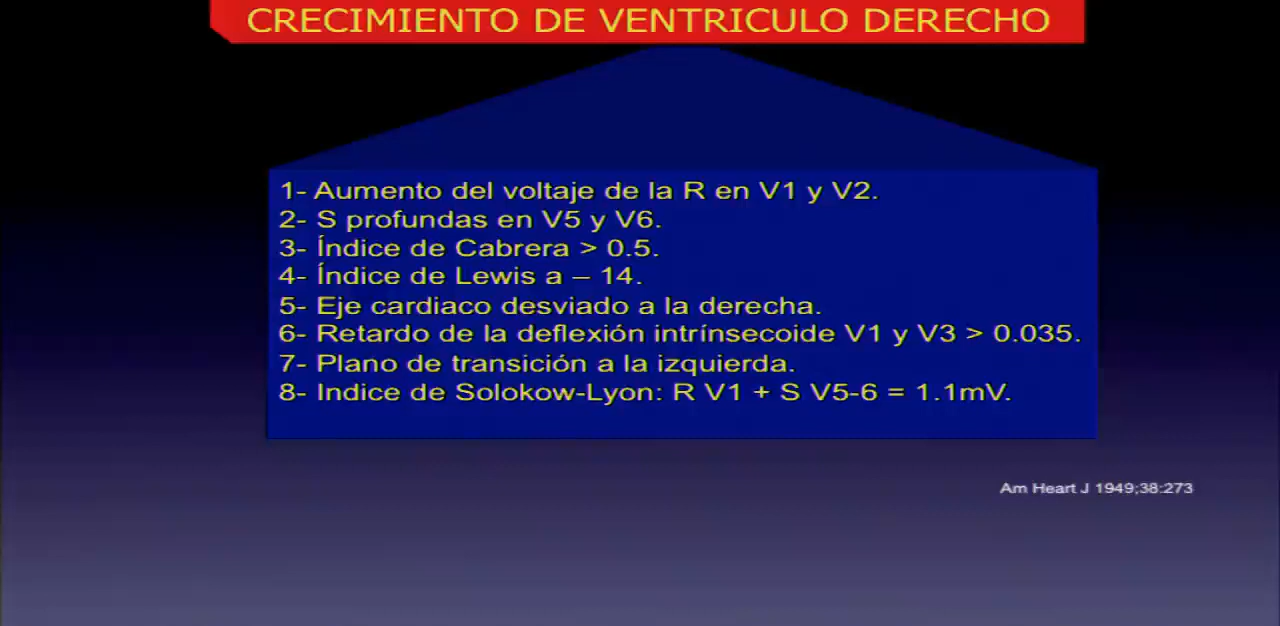 CRECIMIENTO DE VENTRICULO DERECHO
1- Aumento del voltaje de la R en V1 y V2.
2- S profundas en V5 y V6.
3- Índice de Cabrera > 0.5.
4- Índice de Lewis a – 14.
5- Eje cardiaco desviado a la derecha.
6- Retardo de la deflexión intrínsecoide V1 y V3 > 0.035.
7- Plano de transición a la izquierda.
8- Indice de Solokow-Lyon: R V1 + S V5-6 = 1.1mV.
Am Heart J 1949;38:273